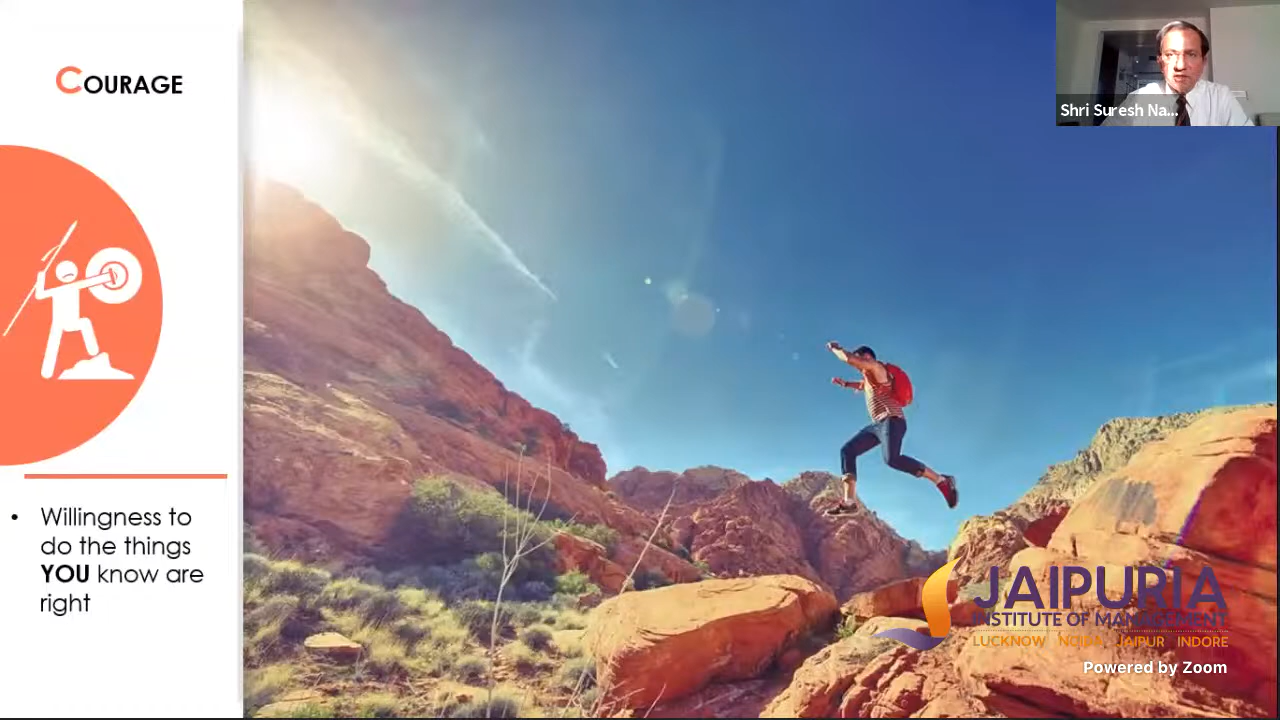 COURAGE
• Willingness to
do the things
YOU know are
right
Shri Suresh Na...
JAIPURIA
INSTITUTE OF MANAGEMENT
LUCKNOW NOIDA JAIPUR INDORE
Powered by Zoom